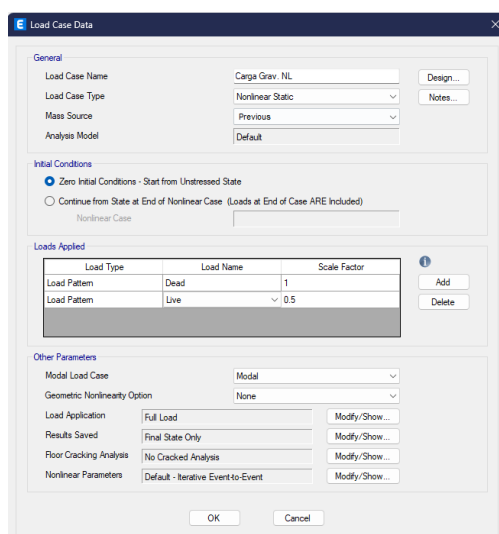 E Load Case Data
General
Load Case Name Carga Grav. NL Design...
Load Case Type Nonlinear Static Notes...
Mass Source Previous
Analysis Model Default
Initial Conditions
Zero Initial Conditions - Start from Unstressed State
Continue from State at End of Nonlinear Case (Loads at End of Case ARE Included)
Nonlinear Case
Loads Applied
Load Type Load Name Scale Factor
Load Pattern Dead 1 Add
Load Pattern Live 0.5 Delete
Other Parameters
Modal Load Case Modal
Geometric Nonlinearity Option None
Load Application Full Load Modify/Show...
Results Saved Final State Only Modify/Show...
Floor Cracking Analysis No Cracked Analysis Modify/Show...
Nonlinear Parameters Default - Iterative Event-to-Event Modify/Show...
OK Cancel